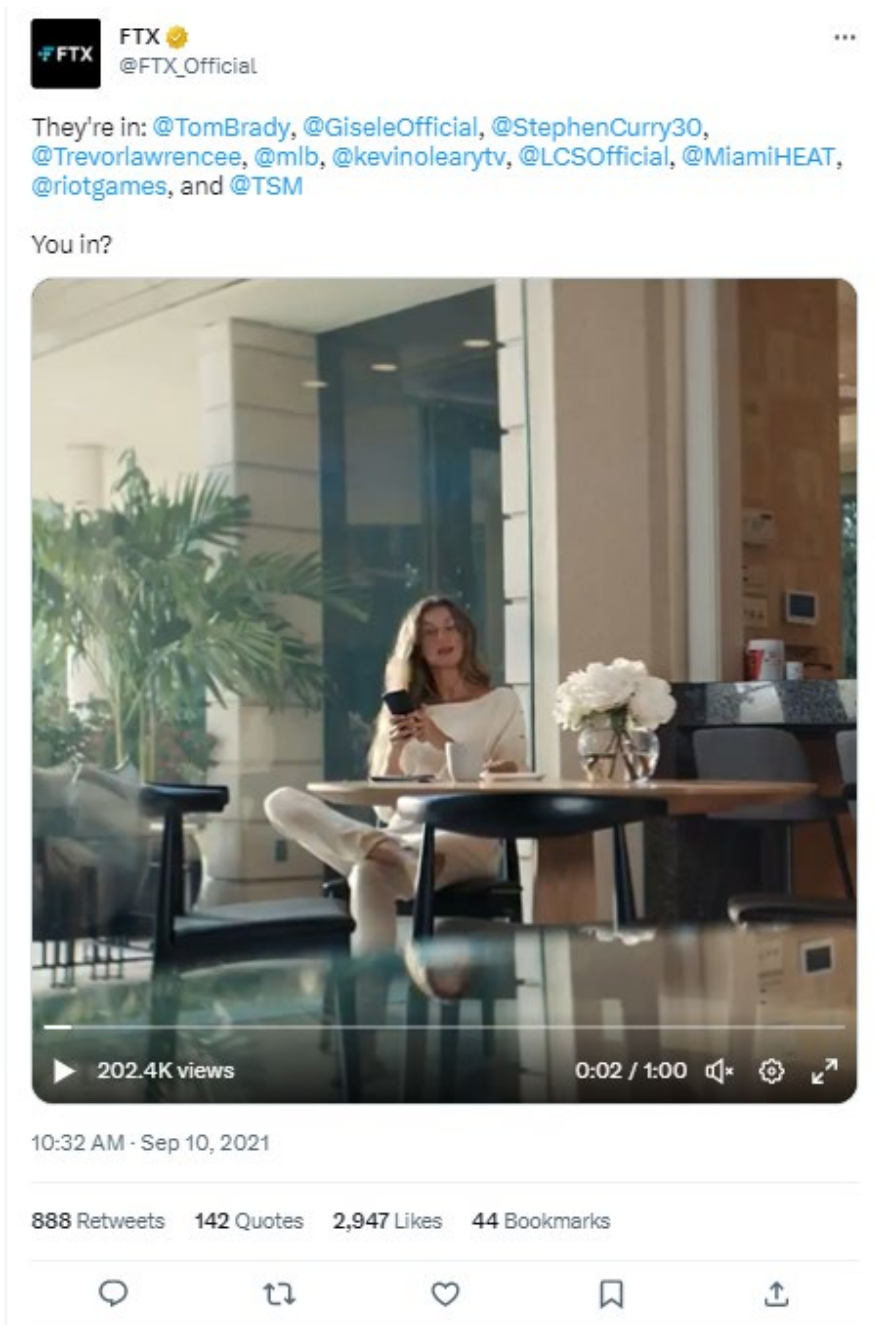 FTX
FTX
@FTX_Official
They're in: @TomBrady, @GiseleOfficial, @StephenCurry30,
@Trevorlawrencee, @mlb, @kevinolearytv, @LCSOfficial, @MiamiHEAT,
@riotgames, and @TSM
You in?
202.4K views
0:02 / 1:00
10:32 AM · Sep 10, 2021
888 Retweets 142 Quotes 2,947 Likes 44 Bookmarks